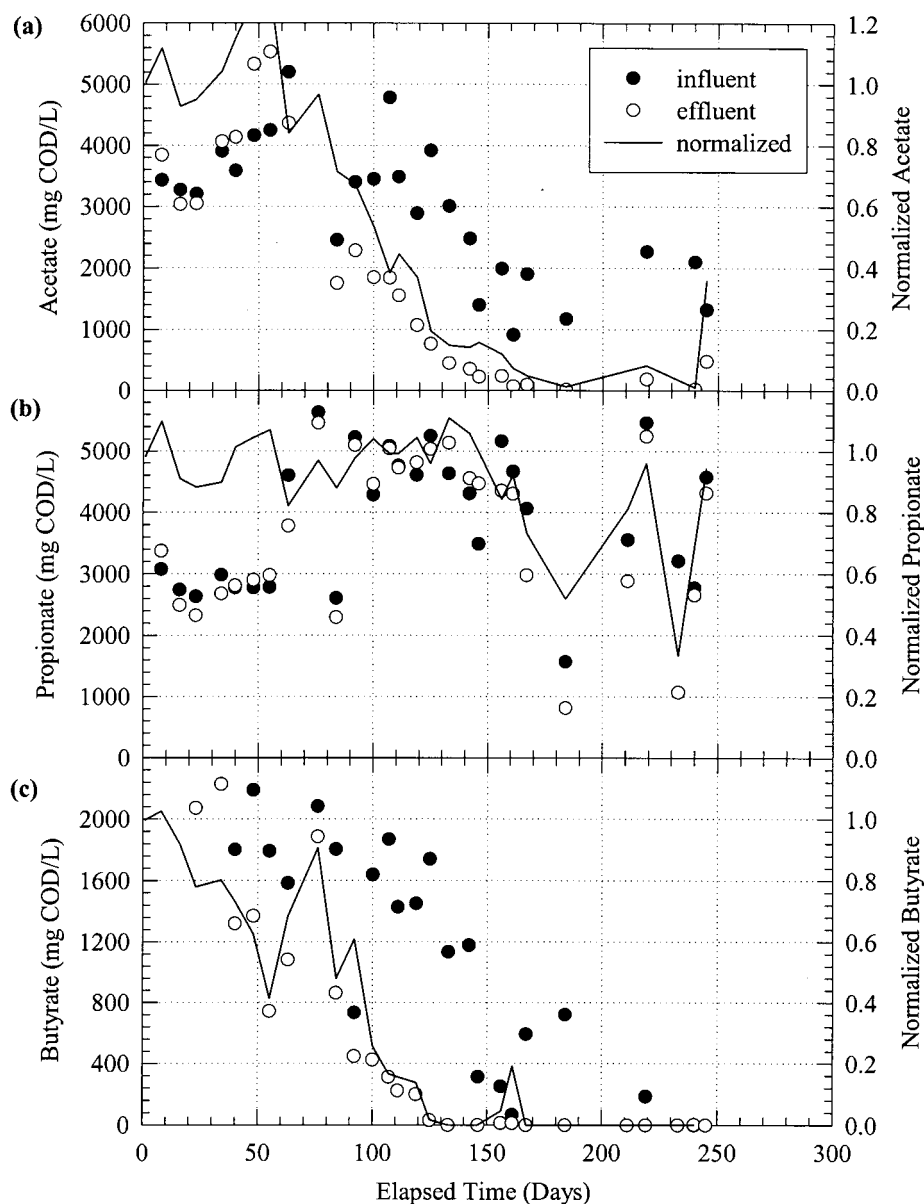 (a)
6000
5000
4000
3000
2000
1000
0
Acetate (mg COD/L)
1.2
1.0
0.8
0.6
0.4
0.2
0.0
Normalized Acetate
influent
effluent
normalized
(b)
5000
4000
3000
2000
1000
0
Propionate (mg COD/L)
1.0
0.8
0.6
0.4
0.2
0.0
Normalized Propionate
(c)
2000
1600
1200
800
400
0
Butyrate (mg COD/L)
1.0
0.8
0.6
0.4
0.2
0.0
Normalized Butyrate
0 50 100 150 200 250 300
Elapsed Time (Days)